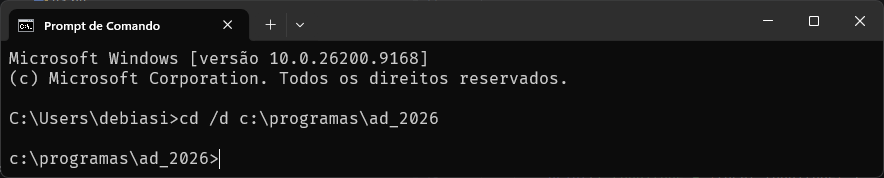 Prompt de Comando
Microsoft Windows [versão 10.0.26200.9168]
(c) Microsoft Corporation. Todos os direitos reservados.
C:\Users\debiasi>cd /d c:\programas\ad_2026
c:\programas\ad_2026>